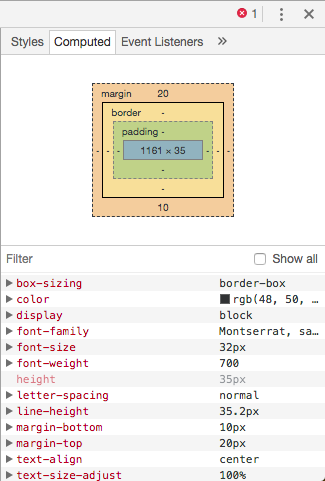 1
Styles Computed Event Listeners
margin 20
border -
padding -
- - - 1161 × 35 - - -
-
-
10
Filter Show all
box-sizing border-box
color rgb(48, 50, …
display block
font-family Montserrat, sa…
font-size 32px
font-weight 700
height 35px
letter-spacing normal
line-height 35.2px
margin-bottom 10px
margin-top 20px
text-align center
text-size-adjust 100%